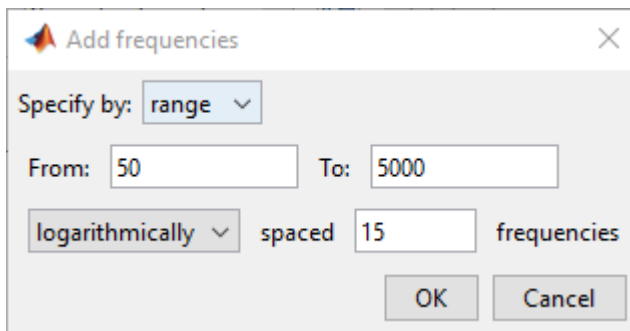 Add frequencies
Specify by: range
From: 50 To: 5000
logarithmically spaced 15 frequencies
OK Cancel